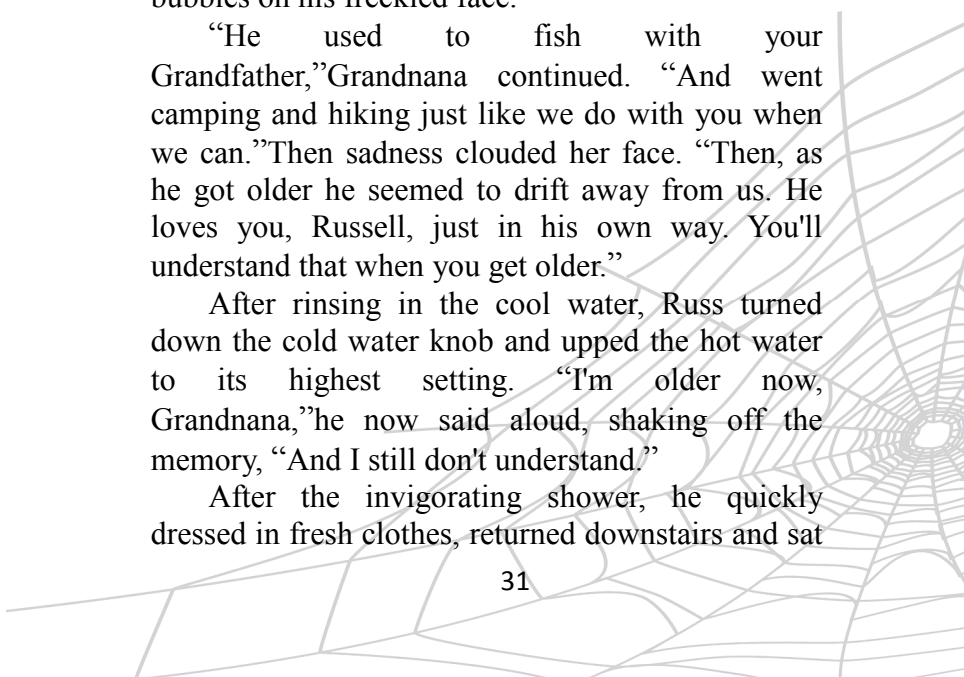 bubbles on his freckled face.
“He used to fish with your
Grandfather,”Grandnana continued. “And went
camping and hiking just like we do with you when
we can.”Then sadness clouded her face. “Then, as
he got older he seemed to drift away from us. He
loves you, Russell, just in his own way. You'll
understand that when you get older.”
After rinsing in the cool water, Russ turned
down the cold water knob and upped the hot water
to its highest setting. “I'm older now,
Grandnana,”he now said aloud, shaking off the
memory, “And I still don't understand.”
After the invigorating shower, he quickly
dressed in fresh clothes, returned downstairs and sat
31